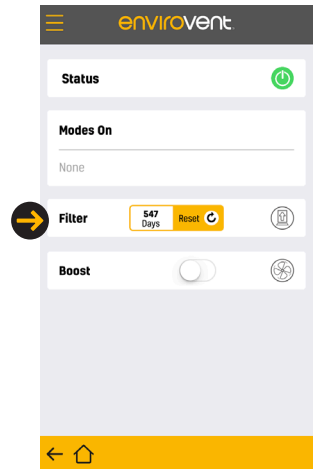 envirovent
Status
Modes On
None
Filter
547
Days
Reset
Boost